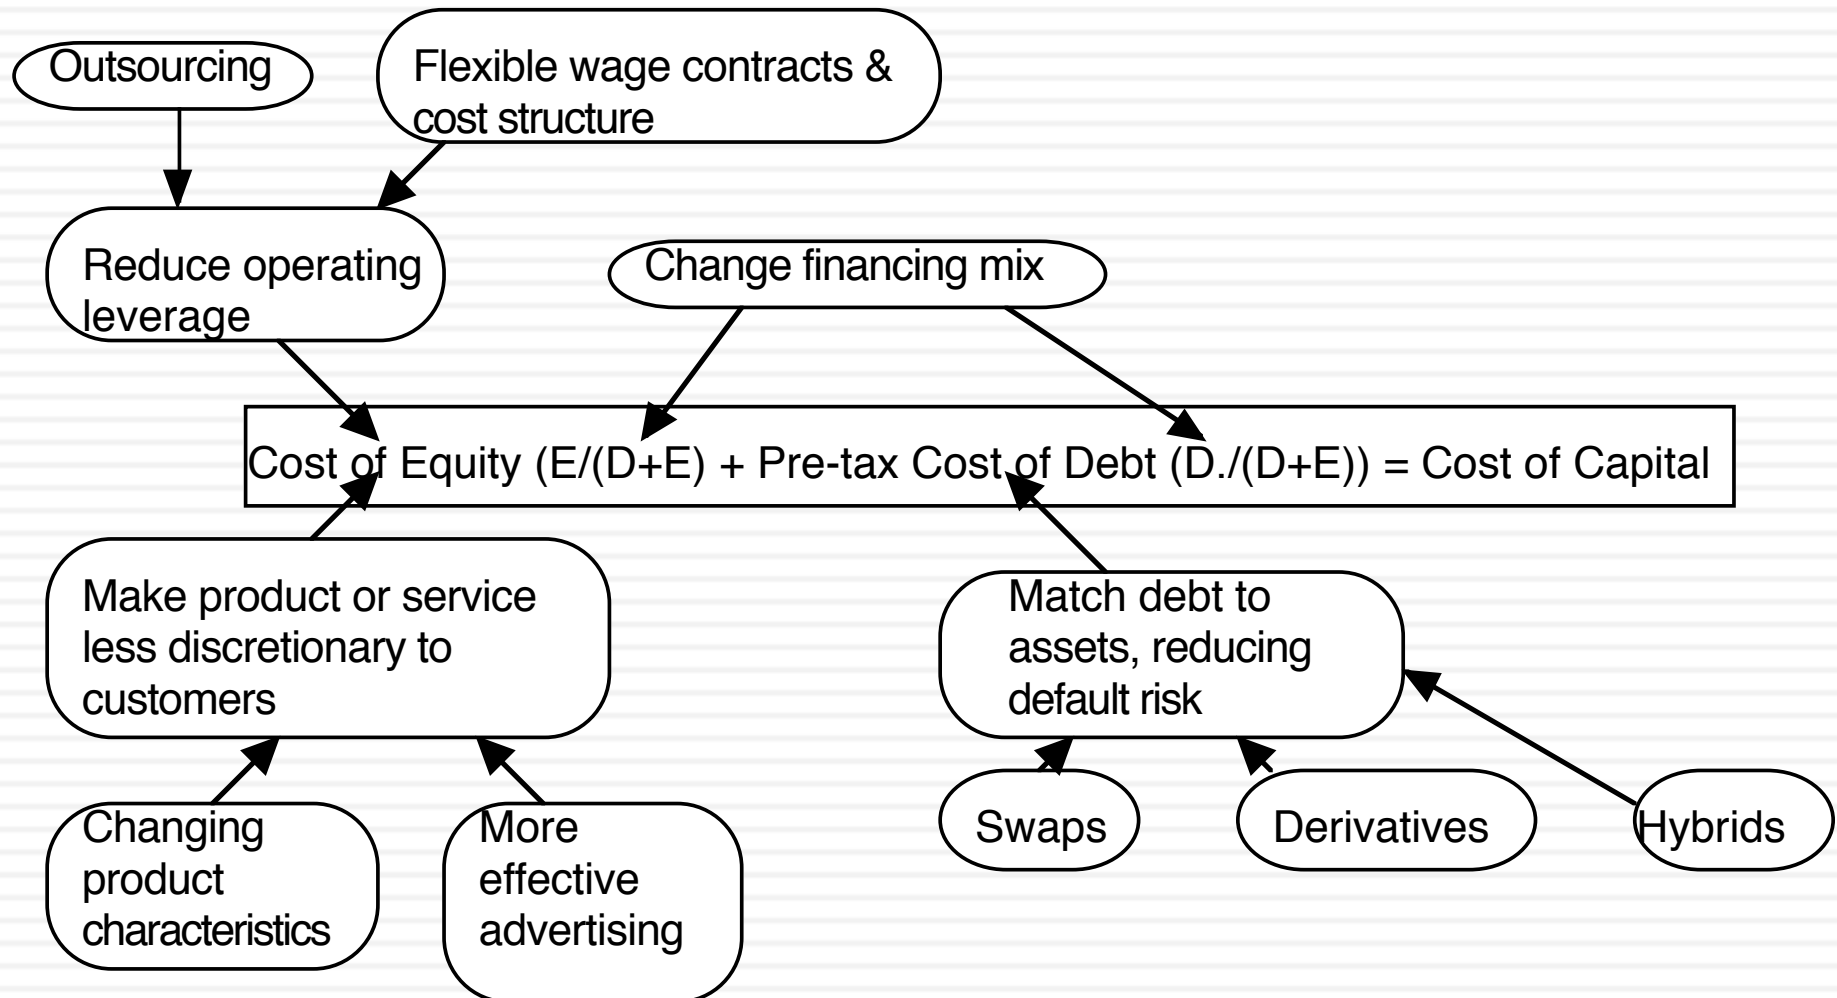 Outsourcing
Flexible wage contracts &
cost structure
Reduce operating
leverage
Change financing mix
Cost of Equity (E/(D+E) + Pre-tax Cost of Debt (D./(D+E)) = Cost of Capital
Make product or service
less discretionary to
customers
Match debt to
assets, reducing
default risk
Changing
product
characteristics
More
effective
advertising
Swaps
Derivatives
Hybrids